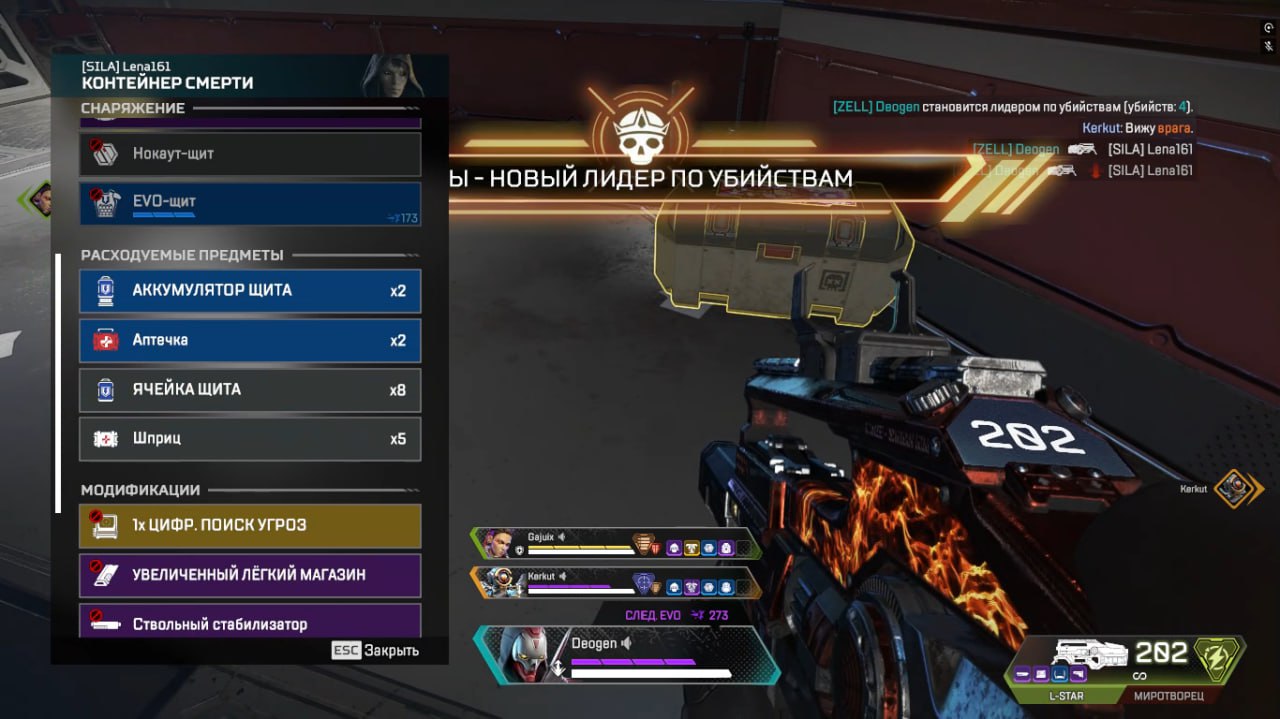 [SILA] Lena161
КОНТЕЙНЕР СМЕРТИ
СНАРЯЖЕНИЕ
Нокаут-щит
EVO-щит
173
РАСХОДУЕМЫЕ ПРЕДМЕТЫ
АККУМУЛЯТОР ЩИТА x2
Аптечка x2
ЯЧЕЙКА ЩИТА x8
Шприц x5
МОДИФИКАЦИИ
1x ЦИФР. ПОИСК УГРОЗ
УВЕЛИЧЕННЫЙ ЛЁГКИЙ МАГАЗИН
Ствольный стабилизатор
ESC Закрыть
Ы - НОВЫЙ ЛИДЕР ПО УБИЙСТВАМ
[ZELL] Deogen становится лидером по убийствам (убийств: 4).
Kerkut: Вижу врага.
[ZELL] Deogen [SILA] Lena161
LL] Deogen [SILA] Lena161
202
Kerkut
Gajuix
Kerkut
СЛЕД. EVO 273
Deogen
202
L-STAR
МИРОТВОРЕЦ